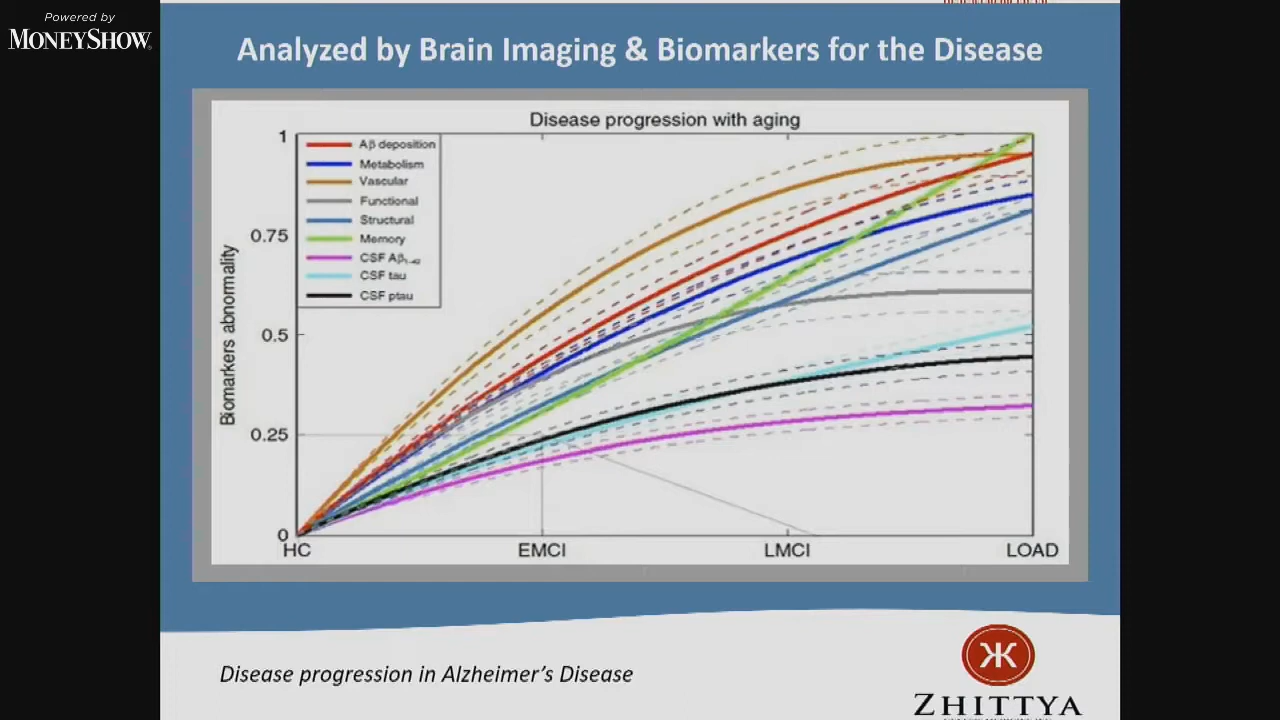 Powered by
MONEYSHOW
Analyzed by Brain Imaging & Biomarkers for the Disease
Disease progression with aging
Aβ deposition
Metabolism
Vascular
Functional
Structural
Memory
CSF Aβ1-42
CSF tau
CSF ptau
Biomarkers abnormality
1
0.75
0.5
0.25
0
HC
EMCI
LMCI
LOAD
Disease progression in Alzheimer's Disease
ZHITTYA